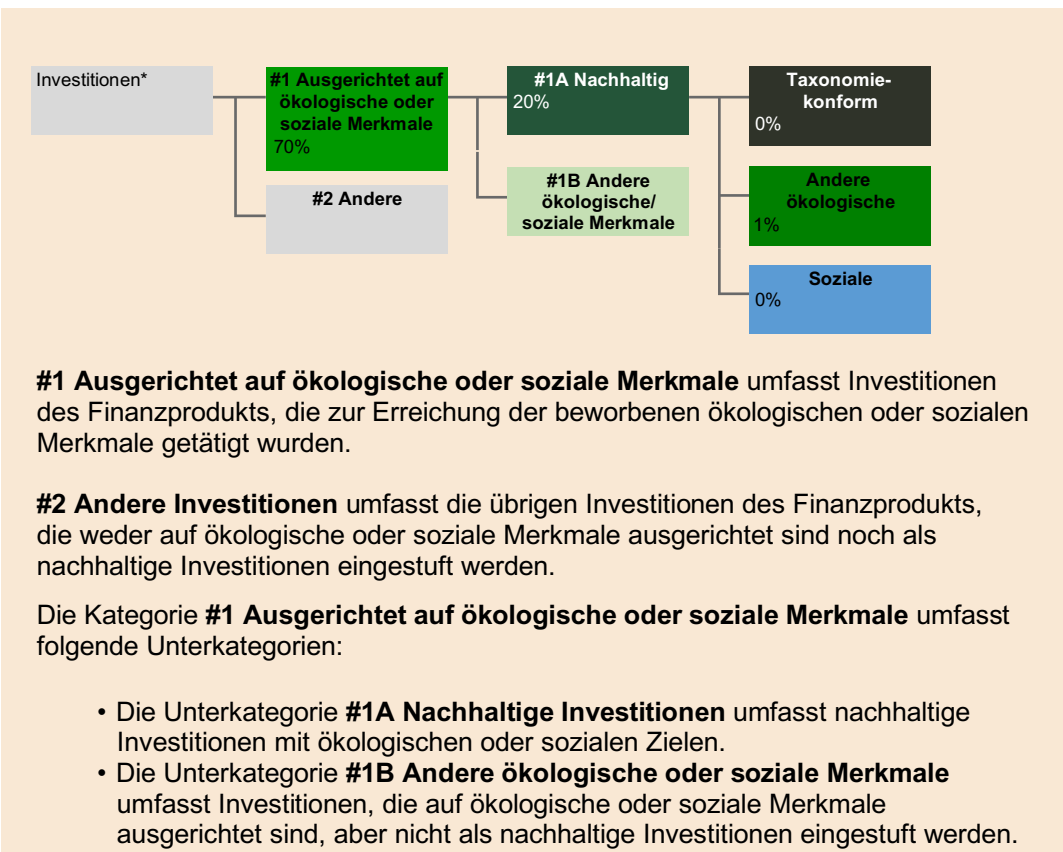 Investitionen*
#1 Ausgerichtet auf
ökologische oder
soziale Merkmale
70%
#2 Andere
#1A Nachhaltig
20%
#1B Andere
ökologische/
soziale Merkmale
Taxonomie-
konform
0%
Andere
ökologische
1%
Soziale
0%
#1 Ausgerichtet auf ökologische oder soziale Merkmale umfasst Investitionen
des Finanzprodukts, die zur Erreichung der beworbenen ökologischen oder sozialen
Merkmale getätigt wurden.
#2 Andere Investitionen umfasst die übrigen Investitionen des Finanzprodukts,
die weder auf ökologische oder soziale Merkmale ausgerichtet sind noch als
nachhaltige Investitionen eingestuft werden.
Die Kategorie #1 Ausgerichtet auf ökologische oder soziale Merkmale umfasst
folgende Unterkategorien:
• Die Unterkategorie #1A Nachhaltige Investitionen umfasst nachhaltige
Investitionen mit ökologischen oder sozialen Zielen.
• Die Unterkategorie #1B Andere ökologische oder soziale Merkmale
umfasst Investitionen, die auf ökologische oder soziale Merkmale
ausgerichtet sind, aber nicht als nachhaltige Investitionen eingestuft werden.